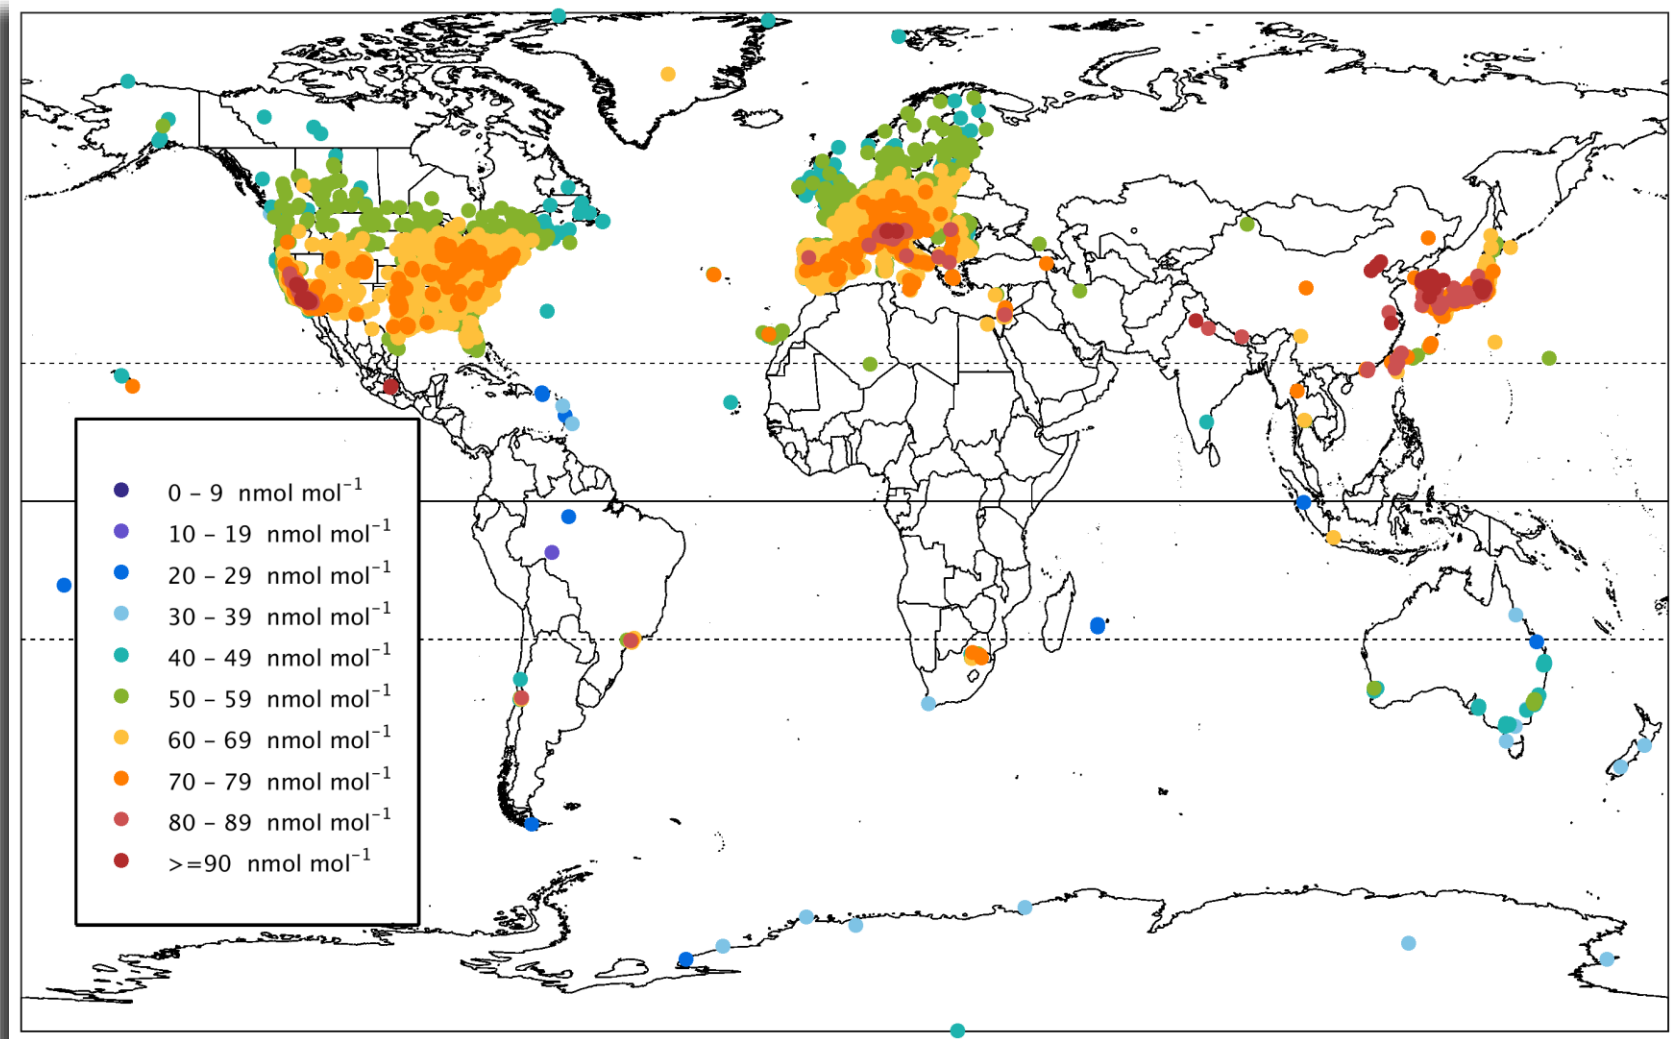 0 – 9 nmol mol⁻¹
10 – 19 nmol mol⁻¹
20 – 29 nmol mol⁻¹
30 – 39 nmol mol⁻¹
40 – 49 nmol mol⁻¹
50 – 59 nmol mol⁻¹
60 – 69 nmol mol⁻¹
70 – 79 nmol mol⁻¹
80 – 89 nmol mol⁻¹
>=90 nmol mol⁻¹